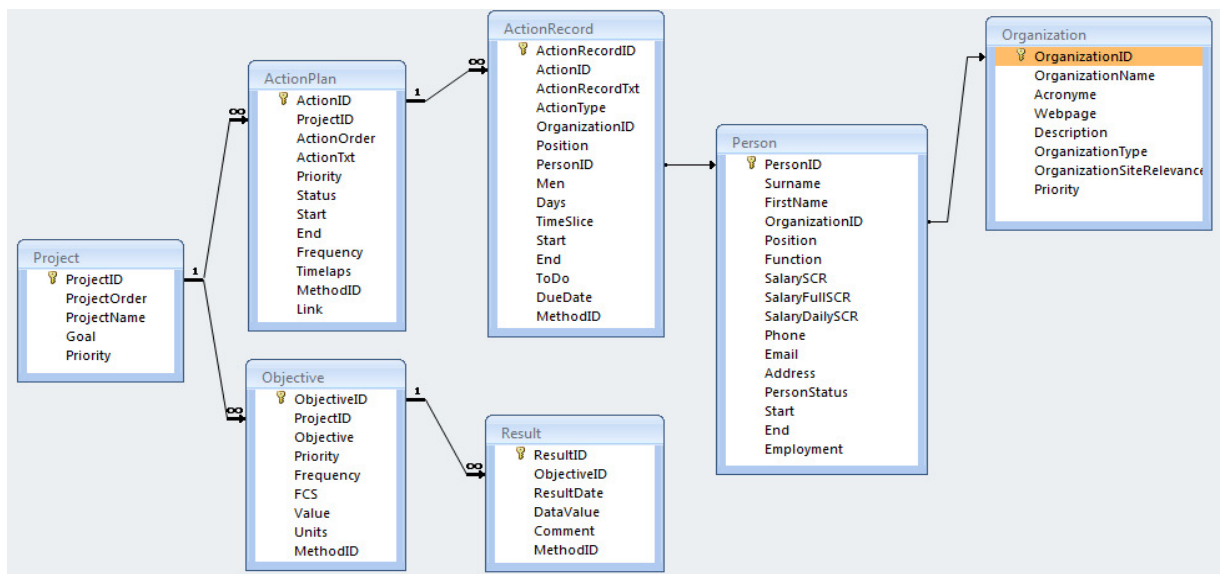 Project
ProjectID
ProjectOrder
ProjectName
Goal
Priority
1
∞
∞
ActionPlan
ActionID
ProjectID
ActionOrder
ActionTxt
Priority
Status
Start
End
Frequency
Timelaps
MethodID
Link
1
∞
Objective
ObjectiveID
ProjectID
Objective
Priority
Frequency
FCS
Value
Units
MethodID
1
∞
ActionRecord
ActionRecordID
ActionID
ActionRecordTxt
ActionType
OrganizationID
Position
PersonID
Men
Days
TimeSlice
Start
End
ToDo
DueDate
MethodID
Result
ResultID
ObjectiveID
ResultDate
DataValue
Comment
MethodID
Person
PersonID
Surname
FirstName
OrganizationID
Position
Function
SalarySCR
SalaryFullSCR
SalaryDailySCR
Phone
Email
Address
PersonStatus
Start
End
Employment
Organization
OrganizationID
OrganizationName
Acronyme
Webpage
Description
OrganizationType
OrganizationSiteRelevance
Priority